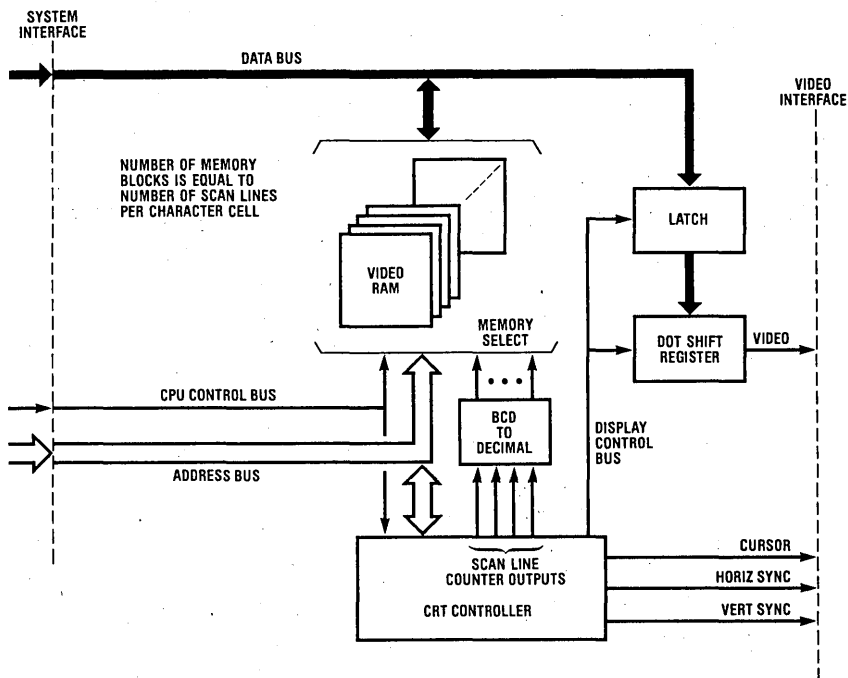 SYSTEM
INTERFACE
DATA BUS
VIDEO
INTERFACE
NUMBER OF MEMORY
BLOCKS IS EQUAL TO
NUMBER OF SCAN LINES
PER CHARACTER CELL
LATCH
VIDEO
RAM
MEMORY
SELECT
DOT SHIFT
REGISTER
VIDEO
CPU CONTROL BUS
BCD
TO
DECIMAL
DISPLAY
CONTROL
BUS
ADDRESS BUS
SCAN LINE
COUNTER OUTPUTS
CRT CONTROLLER
CURSOR
HORIZ SYNC
VERT SYNC